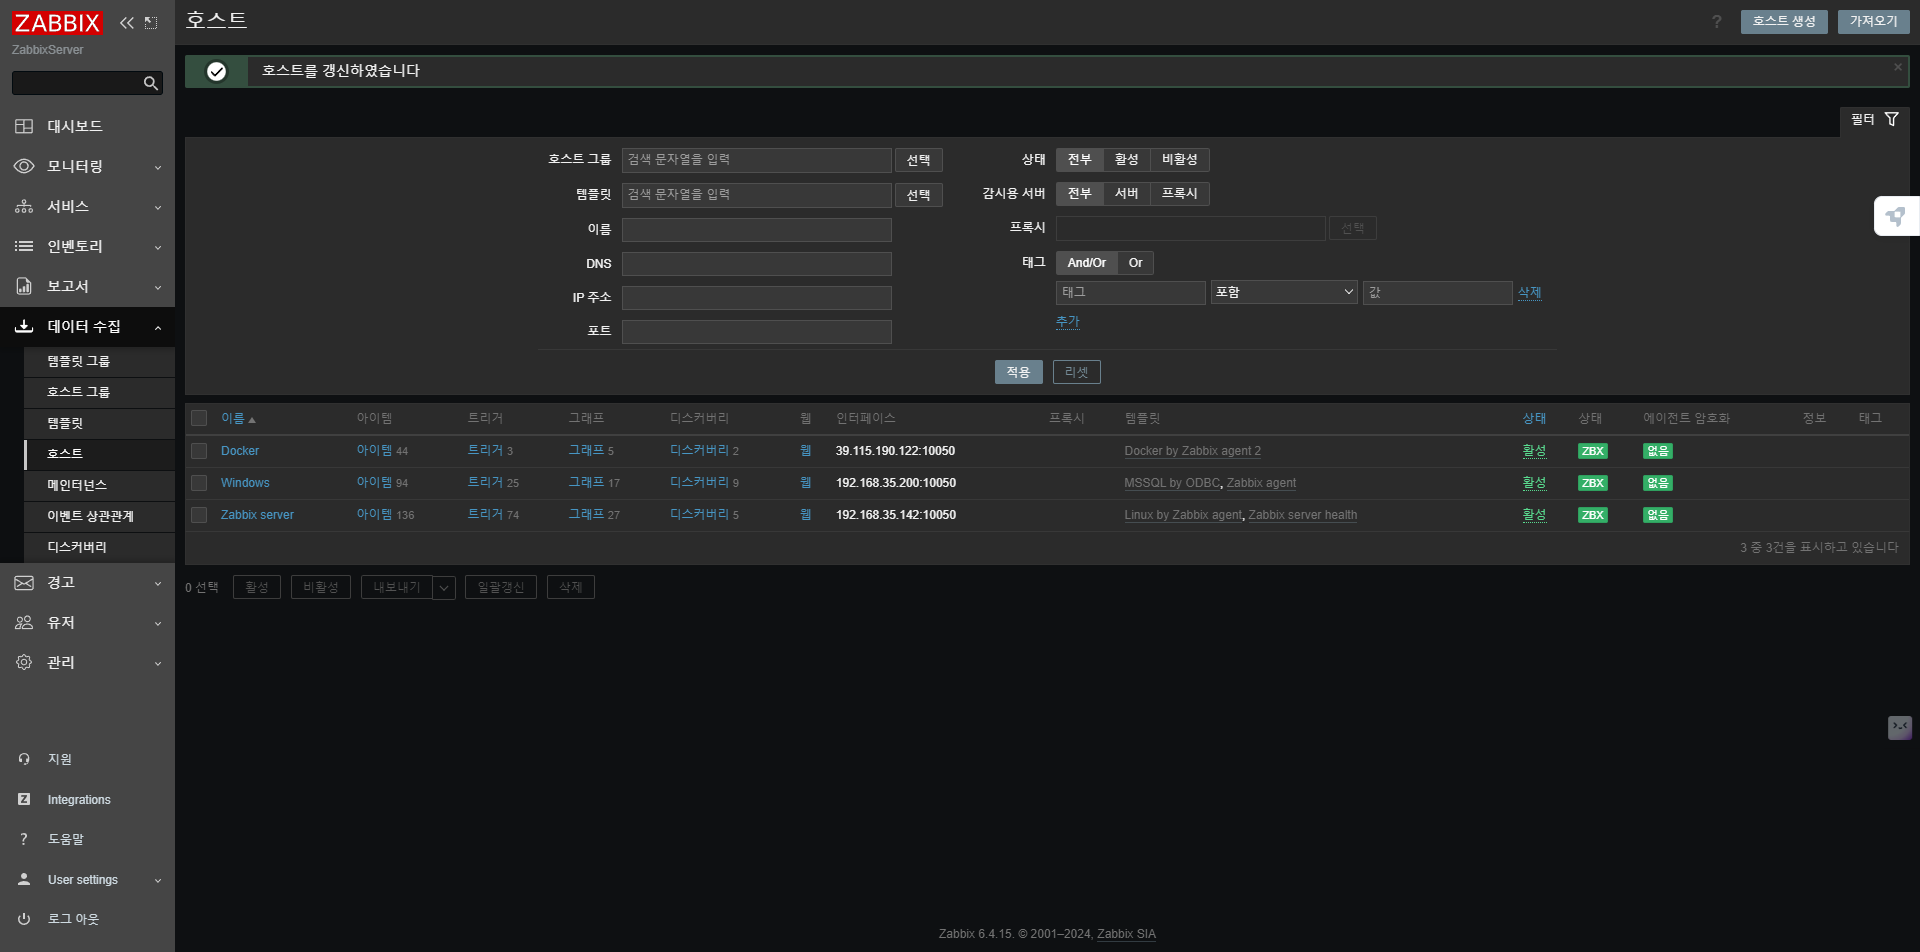 ZABBIX
ZabbixServer
대시보드
모니터링
서비스
인벤토리
보고서
데이터 수집
템플릿 그룹
호스트 그룹
템플릿
호스트
메인터넌스
이벤트 상관관계
디스커버리
경고
유저
관리
지원
Z Integrations
? 도움말
User settings
로그 아웃
호스트
? 호스트 생성 가져오기
호스트를 갱신하였습니다 ×
필터
호스트 그룹 검색 문자열을 입력 선택
템플릿 검색 문자열을 입력 선택
이름
DNS
IP 주소
포트
상태 전부 활성 비활성
감시용 서버 전부 서버 프록시
프록시 선택
태그 And/Or Or
태그 포함 값 삭제
추가
적용 리셋
이름 아이템 트리거 그래프 디스커버리 웹 인터페이스 프록시 템플릿 상태 상태 에이전트 암호화 정보 태그
Docker 아이템 44 트리거 3 그래프 5 디스커버리 2 웹 39.115.190.122:10050 Docker by Zabbix agent 2 활성 ZBX 없음
Windows 아이템 94 트리거 25 그래프 17 디스커버리 9 웹 192.168.35.200:10050 MSSQL by ODBC, Zabbix agent 활성 ZBX 없음
Zabbix server 아이템 136 트리거 74 그래프 27 디스커버리 5 웹 192.168.35.142:10050 Linux by Zabbix agent, Zabbix server health 활성 ZBX 없음
3 중 3건을 표시하고 있습니다
0 선택 활성 비활성 내보내기 일괄갱신 삭제
Zabbix 6.4.15. © 2001–2024, Zabbix SIA